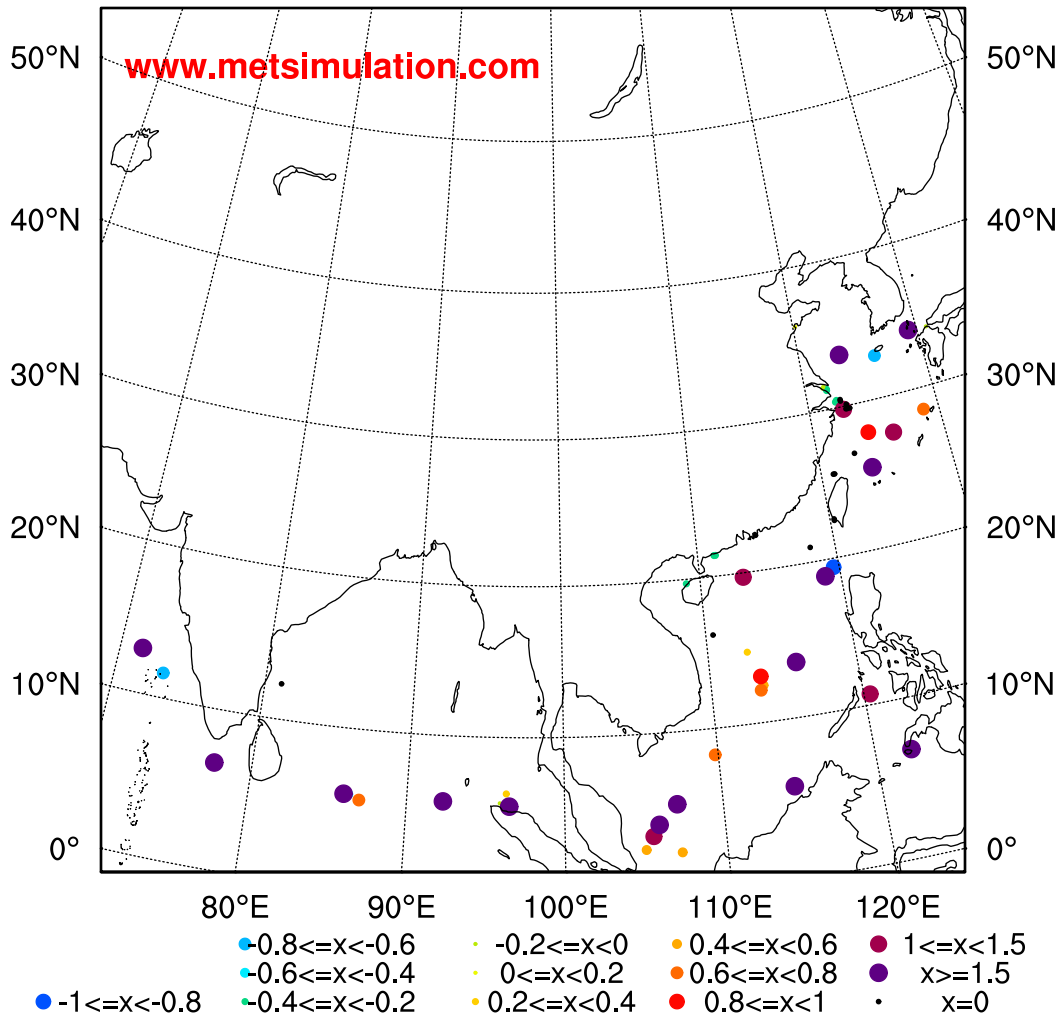 www.metsimulation.com
50°N 50°N
40°N 40°N
30°N 30°N
20°N 20°N
10°N 10°N
0° 0°
80°E 90°E 100°E 110°E 120°E
-0.8<=x<-0.6 -0.2<=x<0 0.4<=x<0.6 1<=x<1.5
-0.6<=x<-0.4 0<=x<0.2 0.6<=x<0.8 x>=1.5
-1<=x<-0.8 -0.4<=x<-0.2 0.2<=x<0.4 0.8<=x<1 x=0